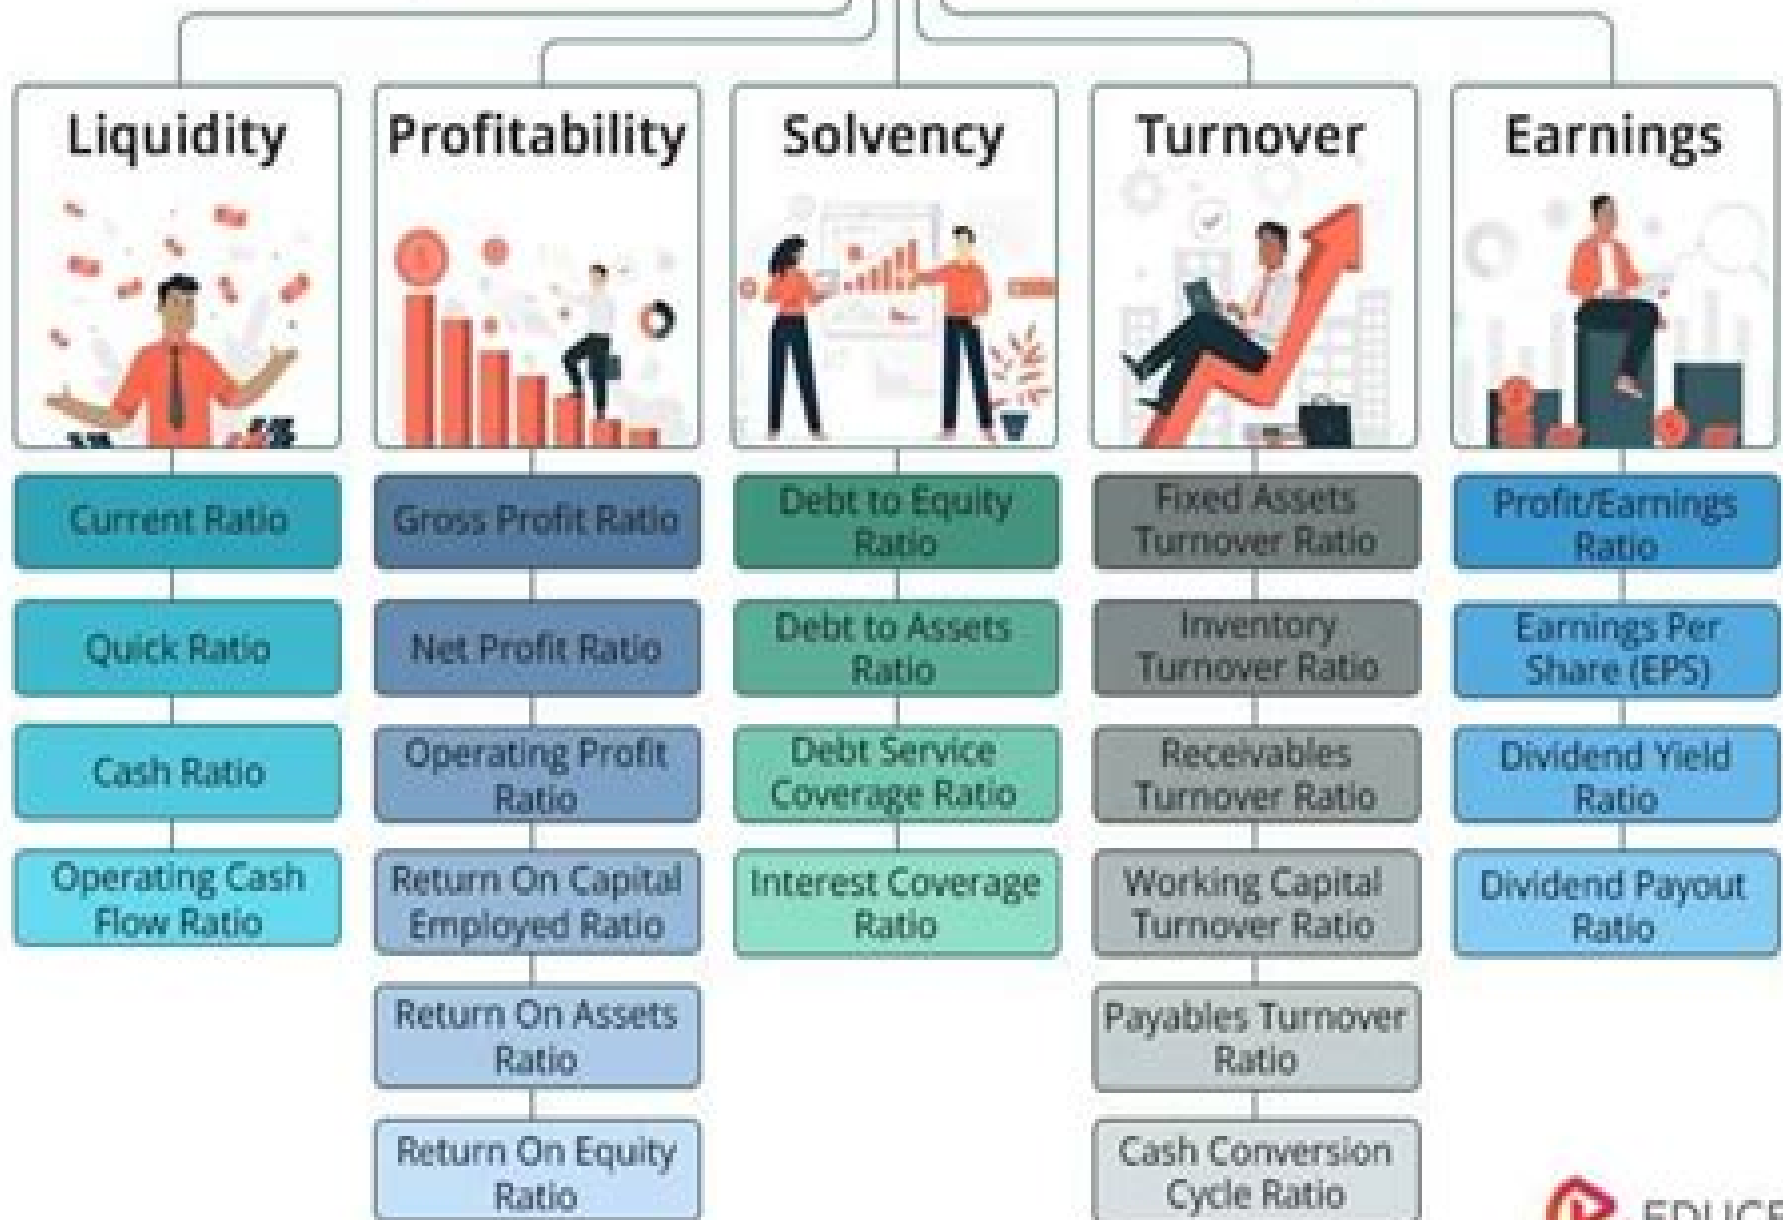 Liquidity
Current Ratio
Quick Ratio
Cash Ratio
Operating Cash
Flow Ratio
Profitability
Gross Profit Ratio
Net Profit Ratio
Operating Profit
Ratio
Return On Capital
Employed Ratio
Return On Assets
Ratio
Return On Equity
Ratio
Solvency
Debt to Equity
Ratio
Debt to Assets
Ratio
Debt Service
Coverage Ratio
Interest Coverage
Ratio
Turnover
Fixed Assets
Turnover Ratio
Inventory
Turnover Ratio
Receivables
Turnover Ratio
Working Capital
Turnover Ratio
Payables Turnover
Ratio
Cash Conversion
Cycle Ratio
Earnings
Profit/Earnings
Ratio
Earnings Per
Share (EPS)
Dividend Yield
Ratio
Dividend Payout
Ratio